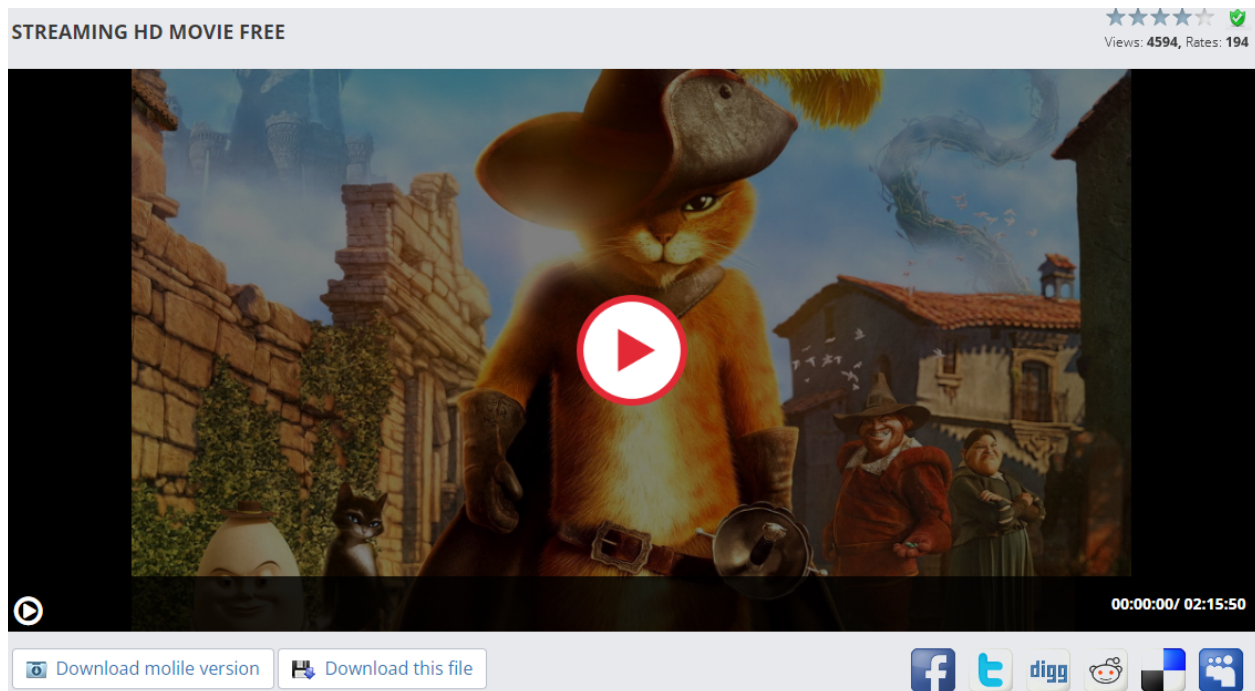 STREAMING HD MOVIE FREE
Views: 4594, Rates: 194
00:00:00/ 02:15:50
Download molile version
Download this file
digg